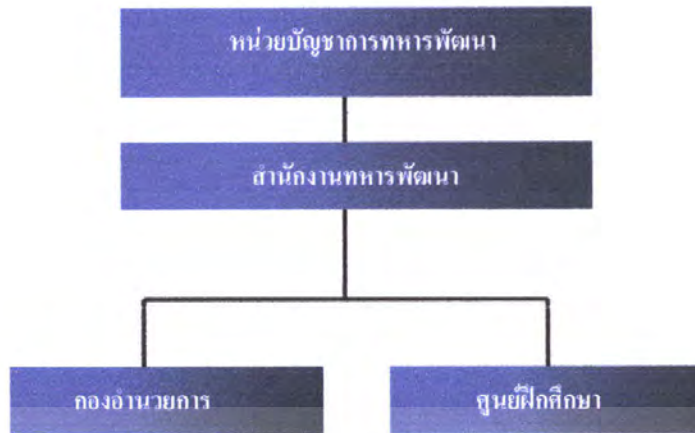 หน่วยบัญชาการทหารพัฒนา
สำนักงานทหารพัฒนา
กองอำนวยการ
ศูนย์ฝึกศึกษา